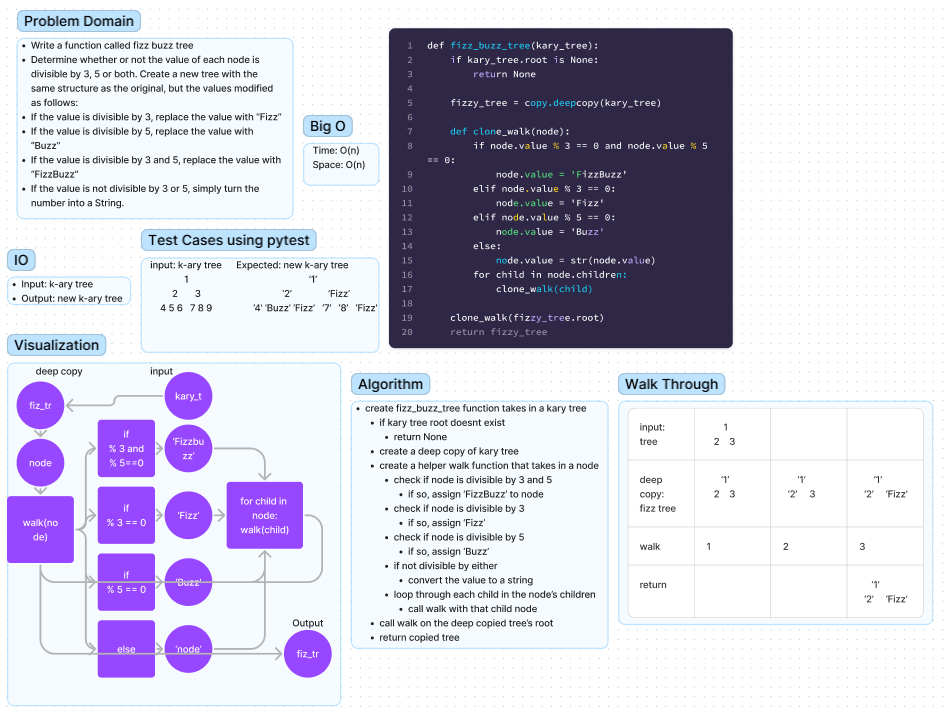 Problem Domain
• Write a function called fizz buzz tree
• Determine whether or not the value of each node is
divisible by 3, 5 or both. Create a new tree with the
same structure as the original, but the values modified
as follows:
• If the value is divisible by 3, replace the value with “Fizz”
• If the value is divisible by 5, replace the value with
“Buzz”
• If the value is divisible by 3 and 5, replace the value with
“FizzBuzz”
• If the value is not divisible by 3 or 5, simply turn the
number into a String.
Big O
Time: O(n)
Space: O(n)
1 def fizz_buzz_tree(kary_tree):
2 if kary_tree.root is None:
3 return None
4
5 fizzy_tree = copy.deepcopy(kary_tree)
6
7 def clone_walk(node):
8 if node.value % 3 == 0 and node.value % 5
== 0:
9 node.value = 'FizzBuzz'
10 elif node.value % 3 == 0:
11 node.value = 'Fizz'
12 elif node.value % 5 == 0:
13 node.value = 'Buzz'
14 else:
15 node.value = str(node.value)
16 for child in node.children:
17 clone_walk(child)
18
19 clone_walk(fizzy_tree.root)
20 return fizzy_tree
IO
• Input: k-ary tree
• Output: new k-ary tree
Test Cases using pytest
input: k-ary tree Expected: new k-ary tree
1 ‘1’
2 3 ‘2’ ‘Fizz’
4 5 6 7 8 9 ‘4’ ‘Buzz’ ‘Fizz’ ‘7’ ‘8’ ‘Fizz’
Visualization
deep copy input
fiz_tr
kary_t
node
walk(no
de)
if
% 3 and
% 5==0
‘Fizzbu
zz’
if
% 3 == 0
‘Fizz’
for child in
node:
walk(child)
if
% 5 == 0
‘Buzz’
else
‘node’
Output
fiz_tr
Algorithm
• create fizz_buzz_tree function takes in a kary tree
• if kary tree root doesnt exist
• return None
• create a deep copy of kary tree
• create a helper walk function that takes in a node
• check if node is divisible by 3 and 5
• if so, assign ‘FizzBuzz’ to node
• check if node is divisible by 3
• if so, assign ‘Fizz’
• check if node is divisible by 5
• if so, assign ‘Buzz’
• if not divisible by either
• convert the value to a string
• loop through each child in the node’s children
• call walk with that child node
• call walk on the deep copied tree’s root
• return copied tree
Walk Through
input: 1
tree 2 3
deep ‘1’ ‘1’ ‘1’
copy: 2 3 ‘2’ 3 ‘2’ ‘Fizz’
fizz tree
walk 1 2 3
return ‘1’
‘2’ ‘Fizz’